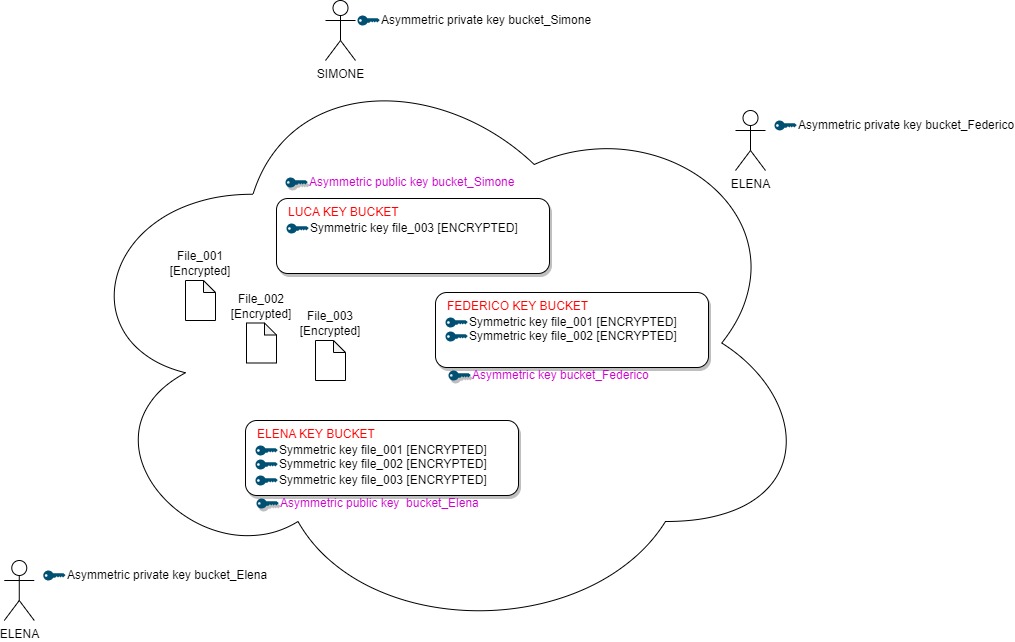 Asymmetric private key bucket_Simone
SIMONE
Asymmetric private key bucket_Federico
ELENA
Asymmetric public key bucket_Simone
LUCA KEY BUCKET
Symmetric key file_003 [ENCRYPTED]
File_001
[Encrypted]
File_002
[Encrypted]
File_003
[Encrypted]
FEDERICO KEY BUCKET
Symmetric key file_001 [ENCRYPTED]
Symmetric key file_002 [ENCRYPTED]
Asymmetric key bucket_Federico
ELENA KEY BUCKET
Symmetric key file_001 [ENCRYPTED]
Symmetric key file_002 [ENCRYPTED]
Symmetric key file_003 [ENCRYPTED]
Asymmetric public key  bucket_Elena
Asymmetric private key bucket_Elena
ELENA